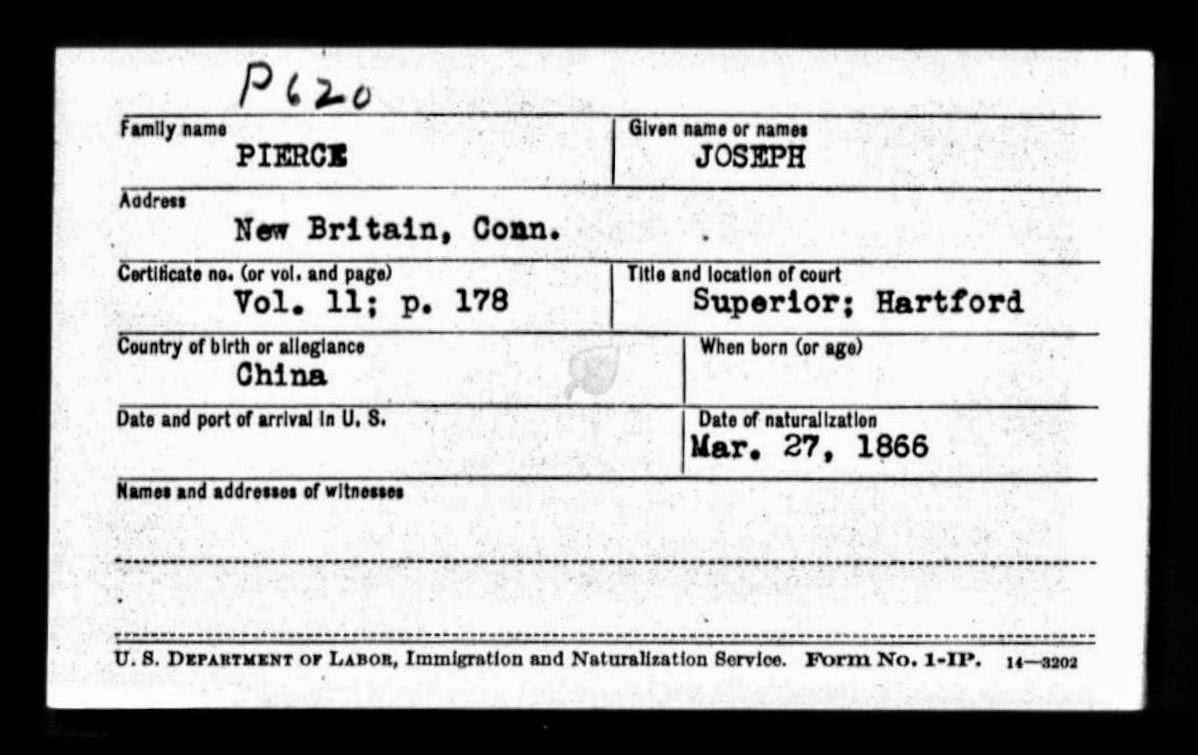 P620
Family name
PIERCE
Given name or names
JOSEPH
Address
New Britain, Conn.
Certificate no. (or vol. and page)
Vol. 11; p. 178
Title and location of court
Superior; Hartford
Country of birth or allegiance
China
When born (or age)
Date and port of arrival in U. S.
Date of naturalization
Mar. 27, 1866
Names and addresses of witnesses
U. S. DEPARTMENT OF LABOR, Immigration and Naturalization Service. Form No. 1-IP. 14—3202